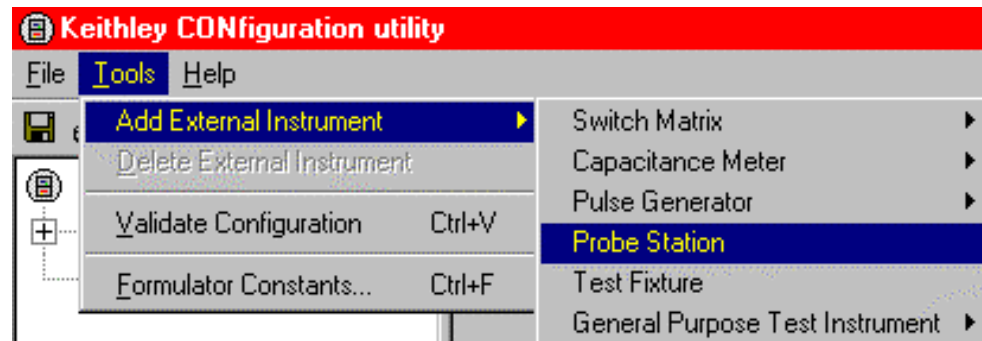 Keithley CONfiguration utility
File Tools Help
Add External Instrument
Delete External Instrument
Validate Configuration Ctrl+V
Formulator Constants... Ctrl+F
Switch Matrix
Capacitance Meter
Pulse Generator
Probe Station
Test Fixture
General Purpose Test Instrument